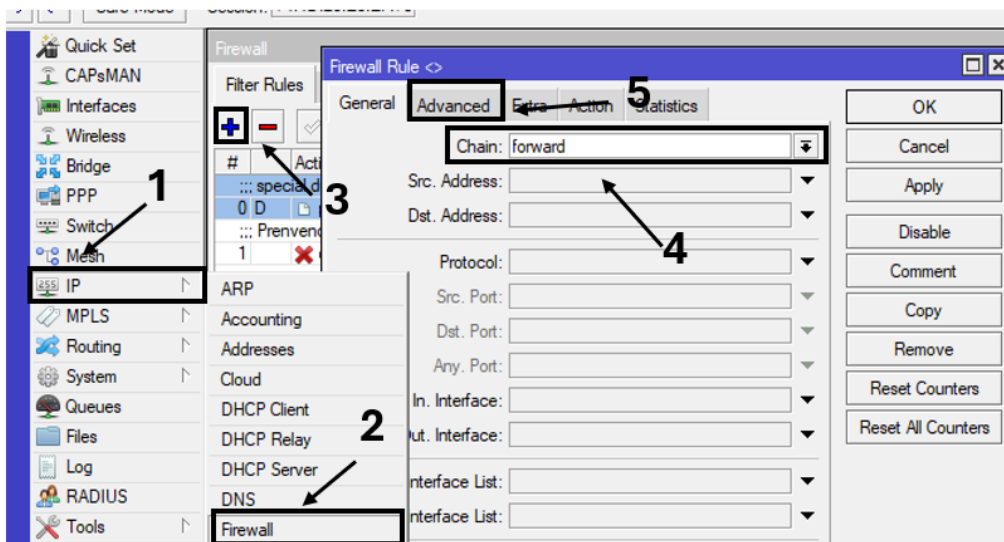 Quick Set
CAPsMAN
Interfaces
Wireless
Bridge
PPP
Switch
Mesh
IP
MPLS
Routing
System
Queues
Files
Log
RADIUS
Tools
1
ARP
Accounting
Addresses
Cloud
DHCP Client
DHCP Relay
DHCP Server
DNS
Firewall
2
Firewall
Filter Rules
#
;;; special d
0 D
;;; Prenvend
1
3
Firewall Rule <>
General Advanced Extra Action Statistics
5
Chain: forward
Src. Address:
4
Dst. Address:
Protocol:
Src. Port:
Dst. Port:
Any. Port:
In. Interface:
Out. Interface:
Interface List:
Interface List:
OK
Cancel
Apply
Disable
Comment
Copy
Remove
Reset Counters
Reset All Counters